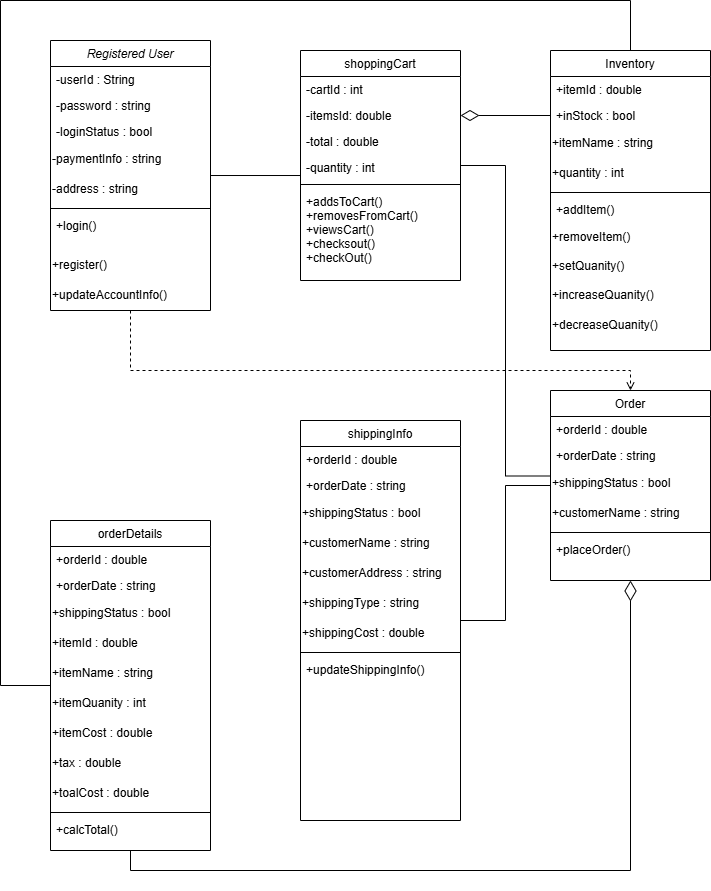 Registered User
-userId : String
-password : string
-loginStatus : bool
-paymentInfo : string
-address : string
+login()
+register()
+updateAccountInfo()
shoppingCart
-cartId : int
-itemsId: double
-total : double
-quantity : int
+addsToCart()
+removesFromCart()
+viewsCart()
+checksout()
+checkOut()
Inventory
+itemId : double
+inStock : bool
+itemName : string
+quantity : int
+addItem()
+removeItem()
+setQuanity()
+increaseQuanity()
+decreaseQuanity()
Order
+orderId : double
+orderDate : string
+shippingStatus : bool
+customerName : string
+placeOrder()
shippingInfo
+orderId : double
+orderDate : string
+shippingStatus : bool
+customerName : string
+customerAddress : string
+shippingType : string
+shippingCost : double
+updateShippingInfo()
orderDetails
+orderId : double
+orderDate : string
+shippingStatus : bool
+itemId : double
+itemName : string
+itemQuanity : int
+itemCost : double
+tax : double
+toalCost : double
+calcTotal()